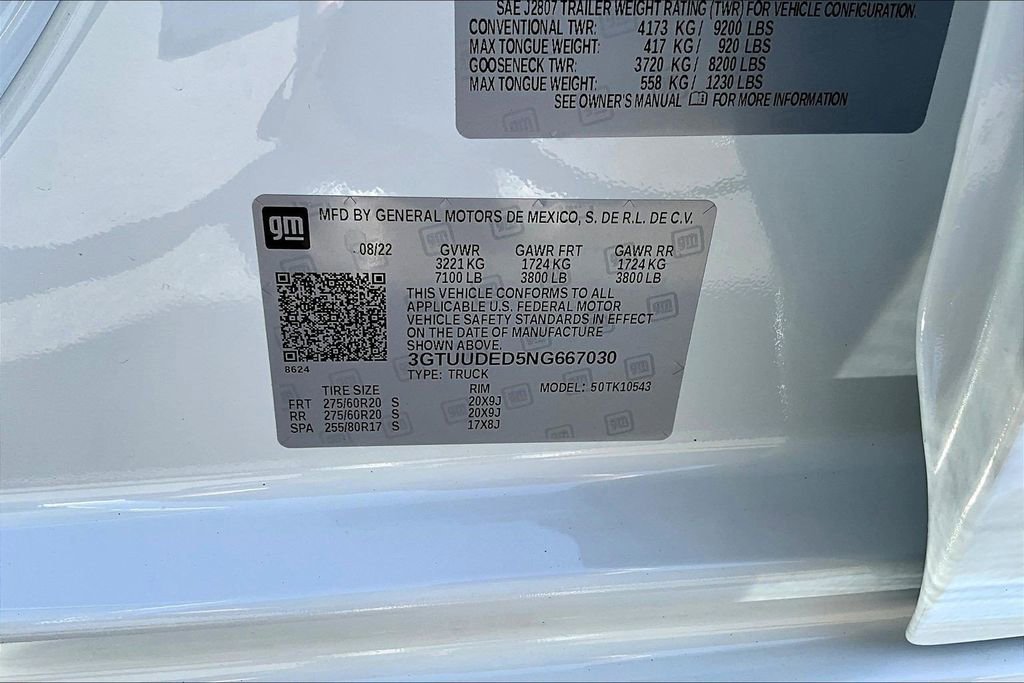 SAE J2807 TRAILER WEIGHT RATING (TWR) FOR VEHICLE CONFIGURATION.
CONVENTIONAL TWR: 4173 KG / 9200 LBS
MAX TONGUE WEIGHT: 417 KG / 920 LBS
GOOSENECK TWR: 3720 KG / 8200 LBS
MAX TONGUE WEIGHT: 558 KG / 1230 LBS
SEE OWNER'S MANUAL FOR MORE INFORMATION
gm
MFD BY GENERAL MOTORS DE MEXICO, S. DE R.L. DE C.V.
08/22 GVWR GAWR FRT GAWR RR
3221 KG 1724 KG 1724 KG
7100 LB 3800 LB 3800 LB
THIS VEHICLE CONFORMS TO ALL
APPLICABLE U.S. FEDERAL MOTOR
VEHICLE SAFETY STANDARDS IN EFFECT
ON THE DATE OF MANUFACTURE
SHOWN ABOVE.
3GTUUDED5NG667030
8624
TYPE: TRUCK
TIRE SIZE RIM MODEL: 50TK10543
FRT 275/60R20 S 20X9J
RR 275/60R20 S 20X9J
SPA 255/80R17 S 17X8J